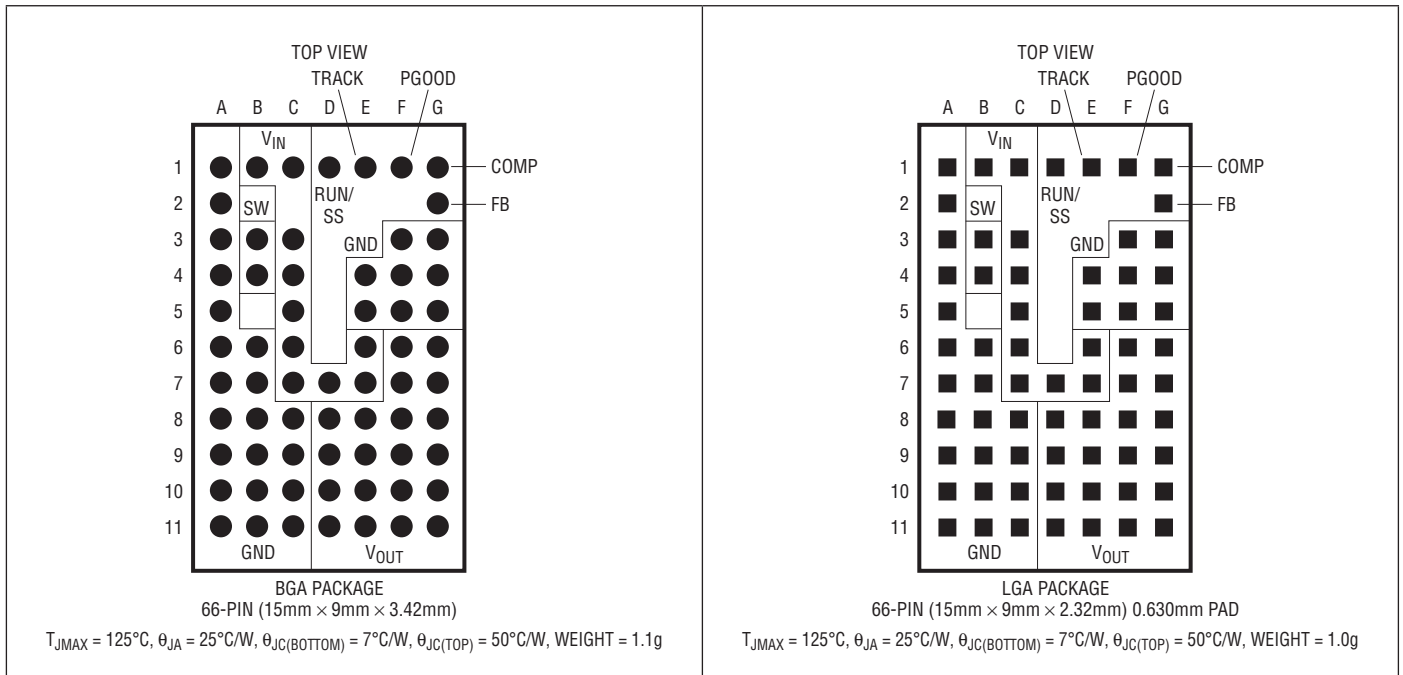 TOP VIEW
TRACK PGOOD
A B C D E F G
V_IN
1 COMP
2 SW RUN/ FB
SS
3 GND
4
5
6
7
8
9
10
11
GND V_OUT
BGA PACKAGE
66-PIN (15mm × 9mm × 3.42mm)
T_JMAX = 125°C, θ_JA = 25°C/W, θ_JC(BOTTOM) = 7°C/W, θ_JC(TOP) = 50°C/W, WEIGHT = 1.1g
TOP VIEW
TRACK PGOOD
A B C D E F G
V_IN
1 COMP
2 SW RUN/ FB
SS
3 GND
4
5
6
7
8
9
10
11
GND V_OUT
LGA PACKAGE
66-PIN (15mm × 9mm × 2.32mm) 0.630mm PAD
T_JMAX = 125°C, θ_JA = 25°C/W, θ_JC(BOTTOM) = 7°C/W, θ_JC(TOP) = 50°C/W, WEIGHT = 1.0g